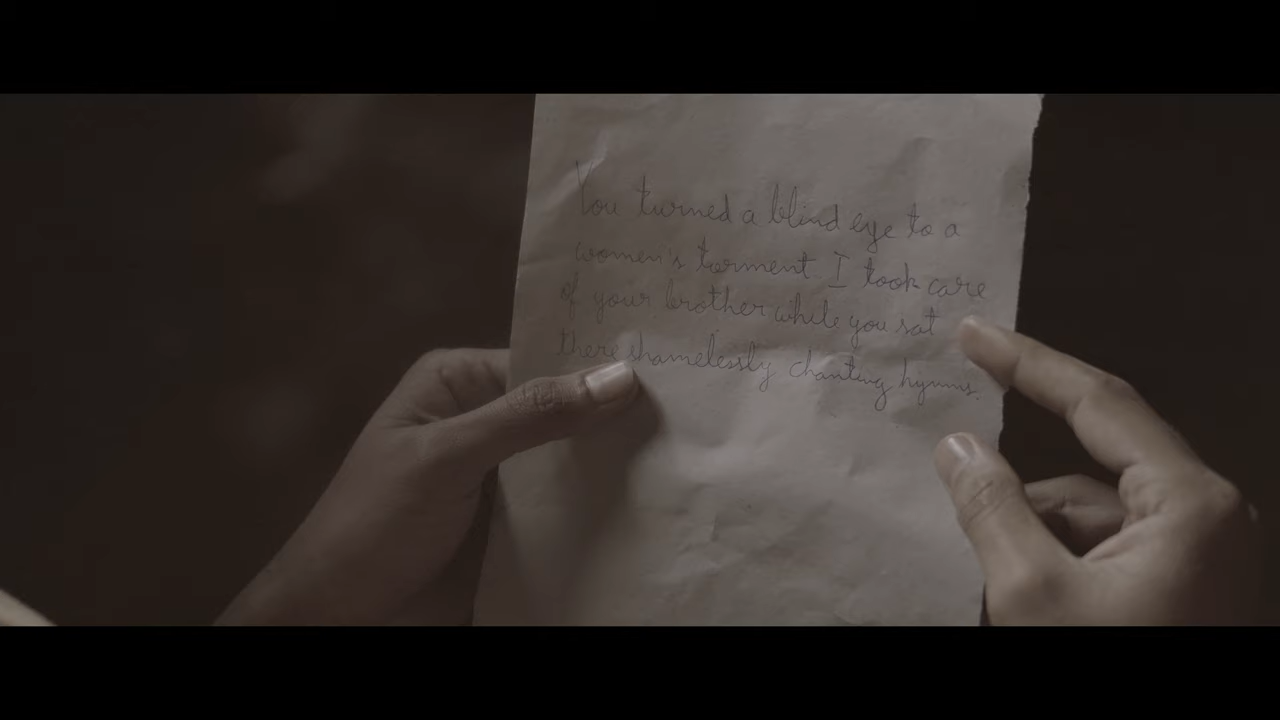 You turned a blind eye to a
women's torment. I took care
of your brother while you sat
there shamelessly chanting hymns.